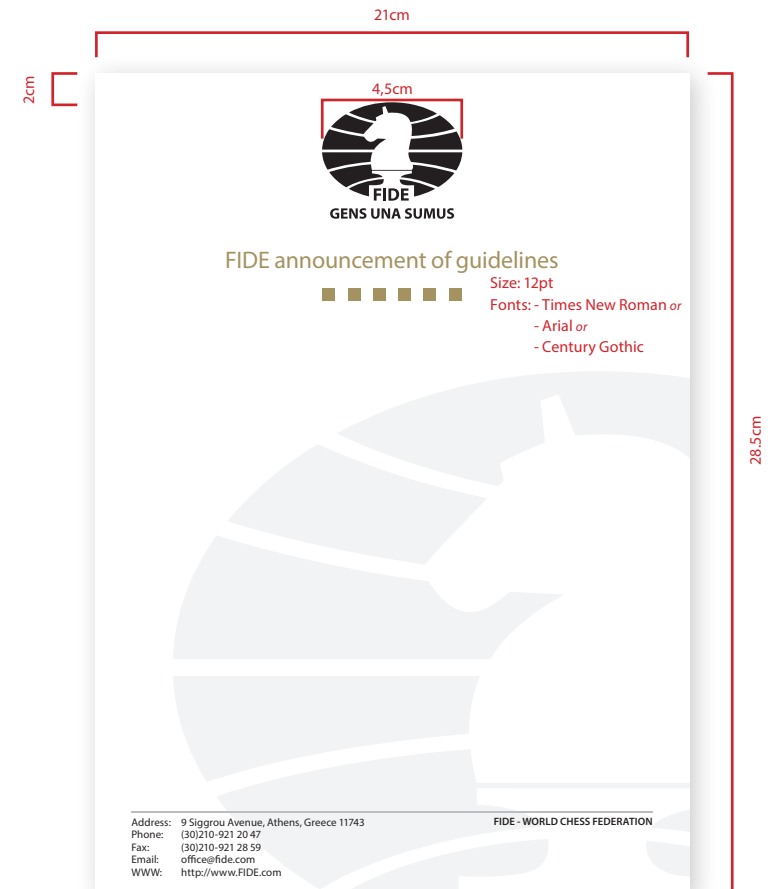 21cm
2cm
4,5cm
FIDE
GENS UNA SUMUS
FIDE announcement of guidelines
Size: 12pt
Fonts: - Times New Roman or
- Arial or
- Century Gothic
28.5cm
Address: 9 Siggrou Avenue, Athens, Greece 11743
FIDE - WORLD CHESS FEDERATION
Phone: (30)210-921 20 47
Fax: (30)210-921 28 59
Email: office@fide.com
WWW: http://www.FIDE.com